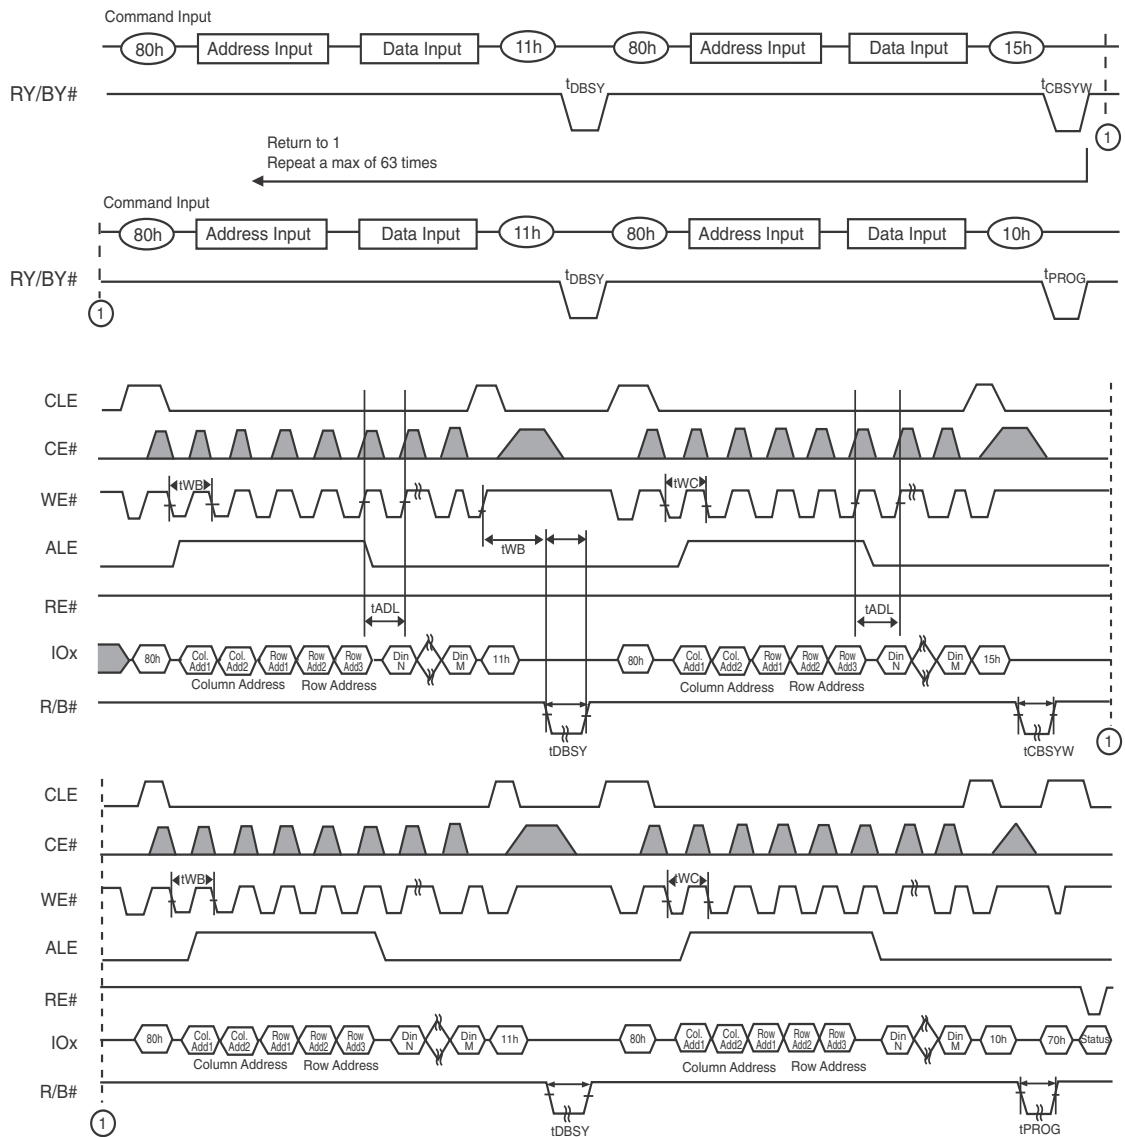 Command Input
80h Address Input Data Input 11h 80h Address Input Data Input 15h
RY/BY# tDBSY tCBSYW
1
Return to 1
Repeat a max of 63 times
Command Input
80h Address Input Data Input 11h 80h Address Input Data Input 10h
RY/BY# tDBSY tPROG
1
CLE
CE#
WE# tWB tWC
ALE tWB
RE#
tADL tADL
IOx 80h Col. Add1 Col. Add2 Row Add1 Row Add2 Row Add3 Din N Din M 11h 80h Col. Add1 Col. Add2 Row Add1 Row Add2 Row Add3 Din N Din M 15h
Column Address Row Address Column Address Row Address
R/B#
tDBSY tCBSYW 1
CLE
CE#
WE# tWB tWC
ALE
RE#
IOx 80h Col. Add1 Col. Add2 Row Add1 Row Add2 Row Add3 Din N Din M 11h 80h Col. Add1 Col. Add2 Row Add1 Row Add2 Row Add3 Din N Din M 10h 70h Status
Column Address Row Address Column Address Row Address
R/B#
1 tDBSY tPROG